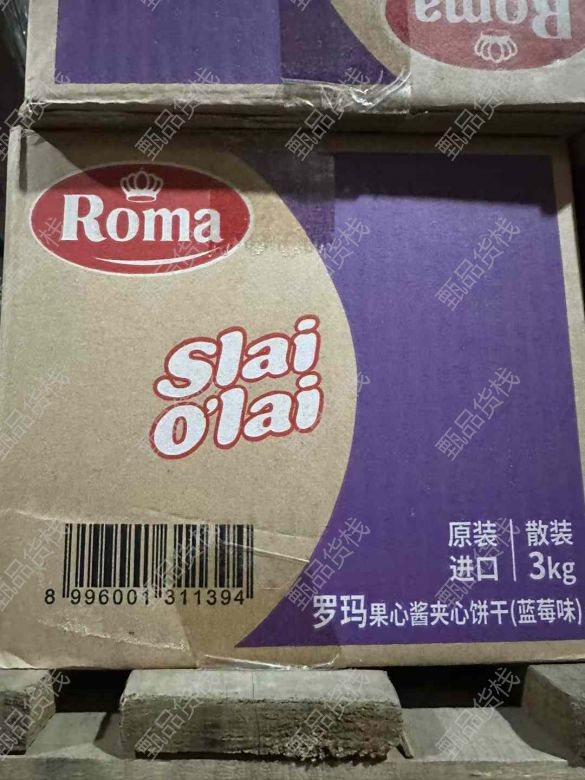 Roma
Roma
Slai
O'lai
8 996001 311394
原装 散装
进口 3kg
罗玛果心酱夹心饼干(蓝莓味)
甄品货栈